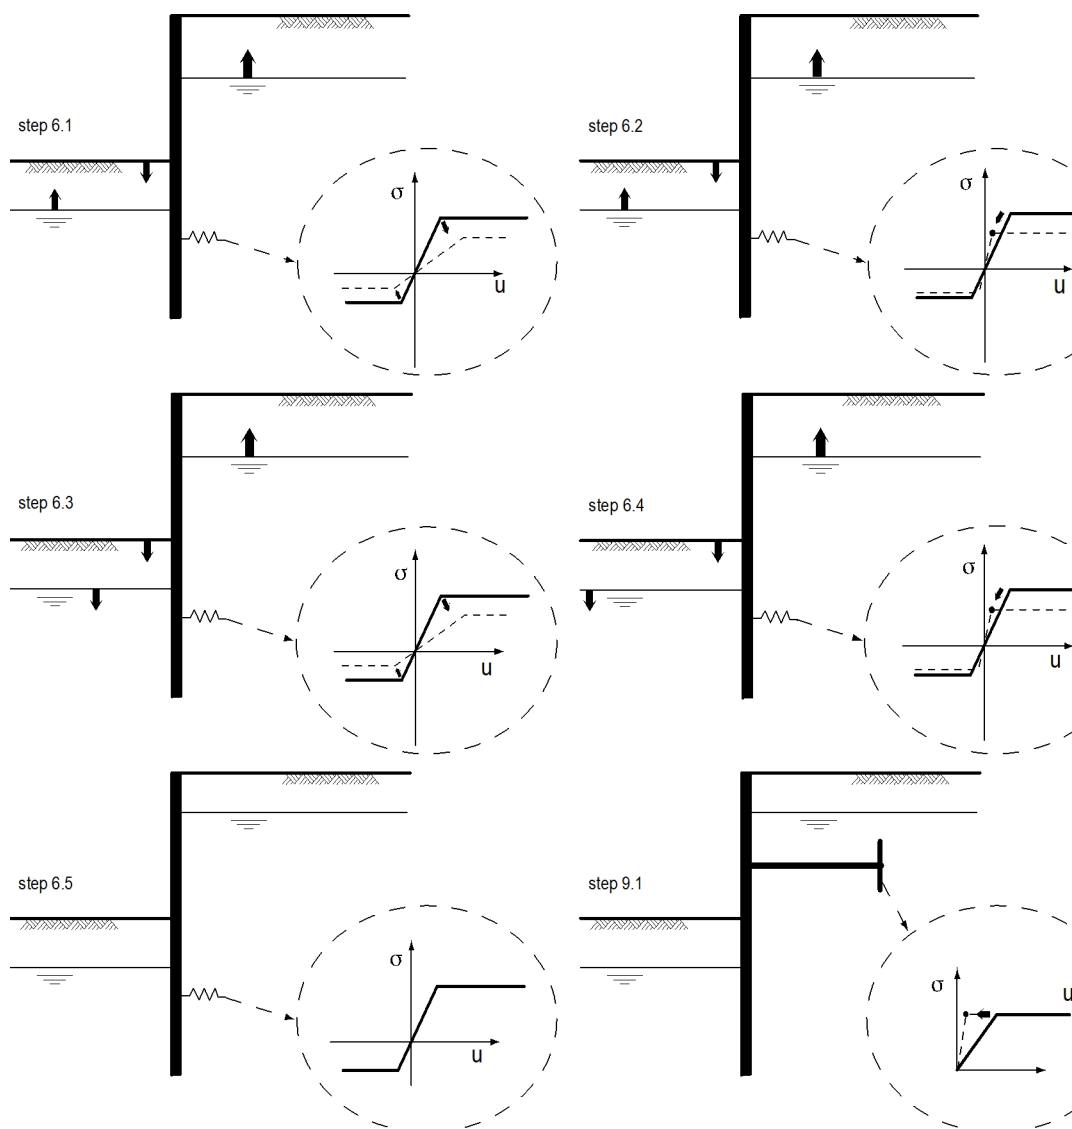 step 6.1
σ
u
step 6.2
σ
u
step 6.3
σ
u
step 6.4
σ
u
step 6.5
σ
u
step 9.1
σ
u